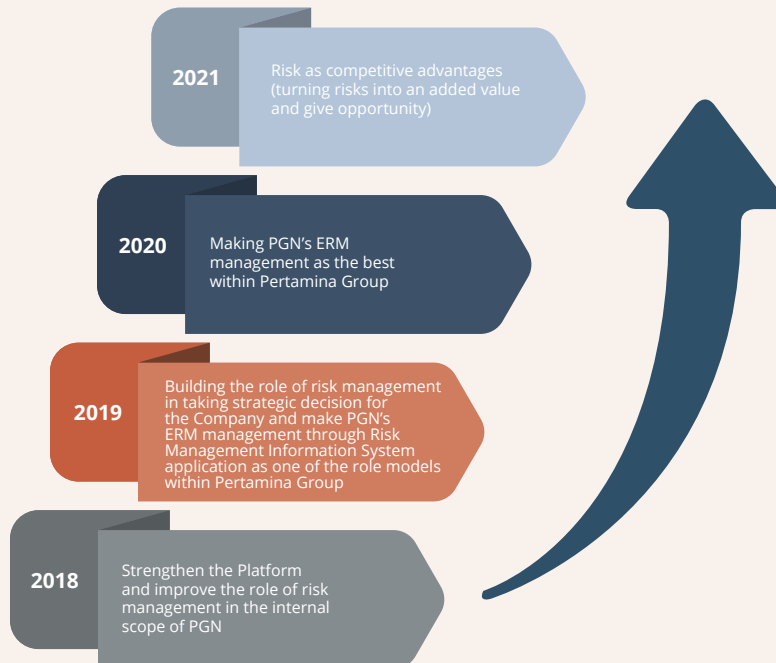 2021
Risk as competitive advantages
(turning risks into an added value
and give opportunity)
2020
Making PGN's ERM
management as the best
within Pertamina Group
2019
Building the role of risk management
in taking strategic decision for
the Company and make PGN's
ERM management through Risk
Management Information System
application as one of the role models
within Pertamina Group
2018
Strengthen the Platform
and improve the role of risk
management in the internal
scope of PGN